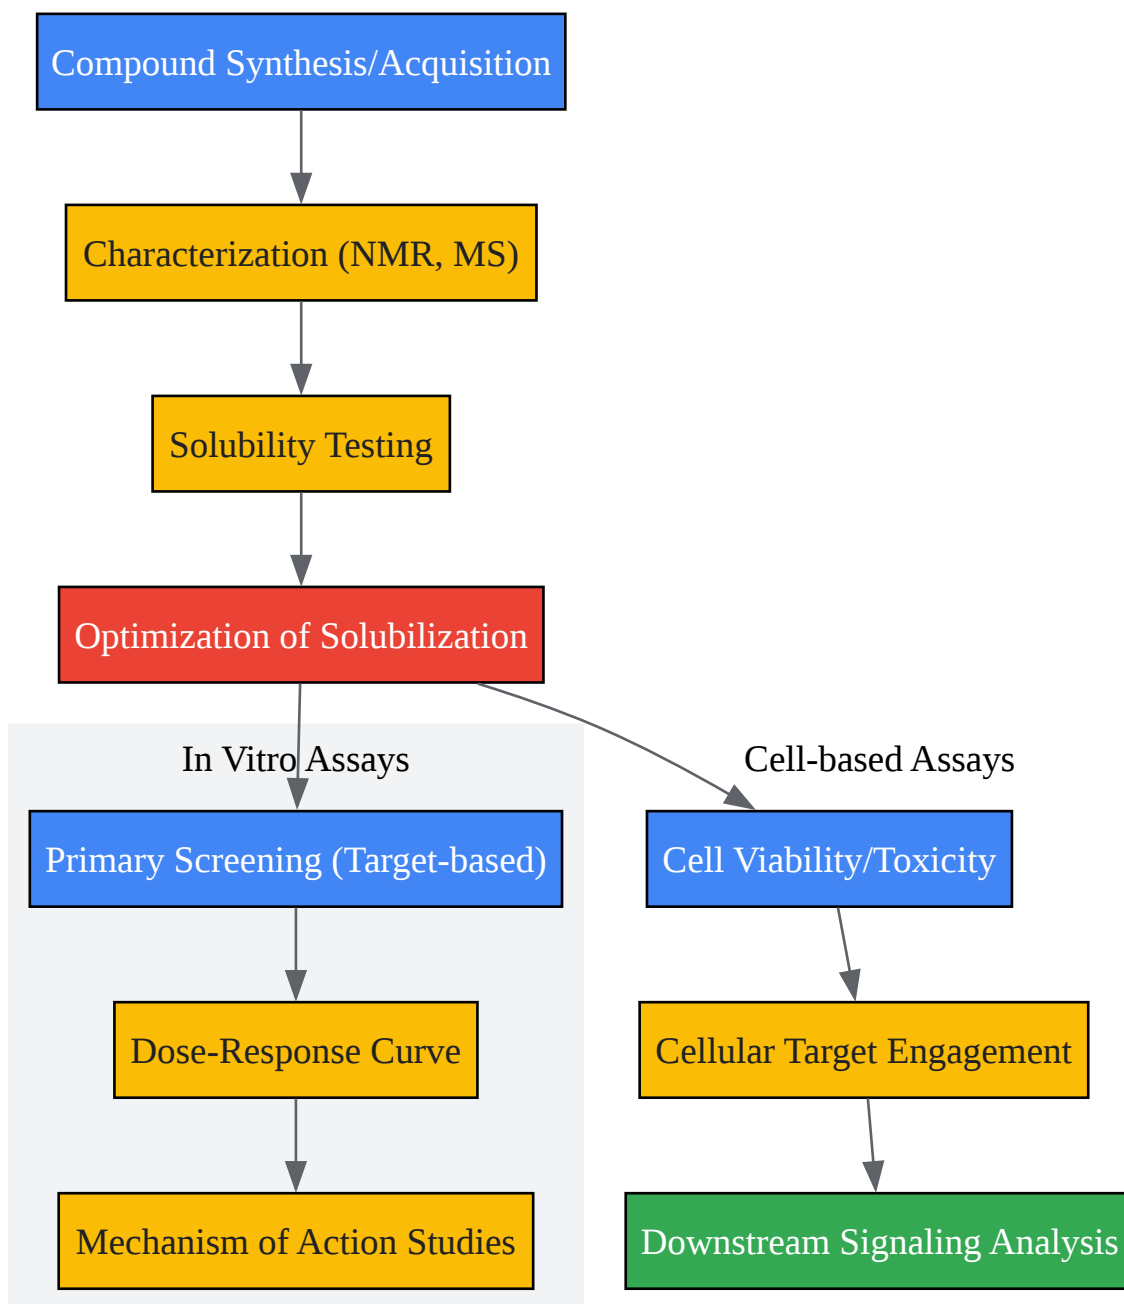 Compound Synthesis/Acquisition
Characterization (NMR, MS)
Solubility Testing
Optimization of Solubilization
In Vitro Assays
Primary Screening (Target-based)
Dose-Response Curve
Mechanism of Action Studies
Cell-based Assays
Cell Viability/Toxicity
Cellular Target Engagement
Downstream Signaling Analysis